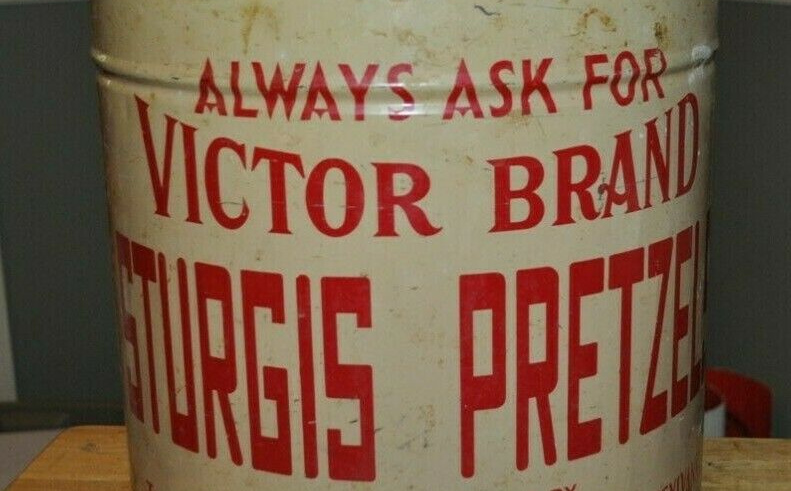 ALWAYS ASK FOR
VICTOR BRAND
STURGIS PRETZEL